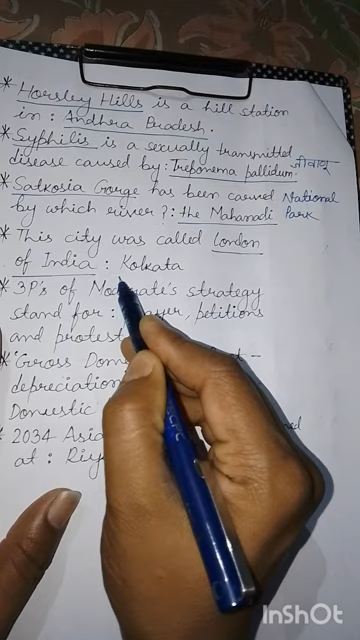 * Horsley Hills is a hill station
in : Andhra Pradesh.
* Syphilis is a sexually transmitted
disease caused by : Treponema pallidum. जीवाणु
* Satkosia Gorge has been carved National
by which river? : the Mahanadi Park
* This city was called London
of India : Kolkata
* 3P's of Moderate's strategy
stand for : Prayer, petitions
and protest
* Gross Dom
depreciation
Domestic
* 2034 Asia
at : Riy
InShOt